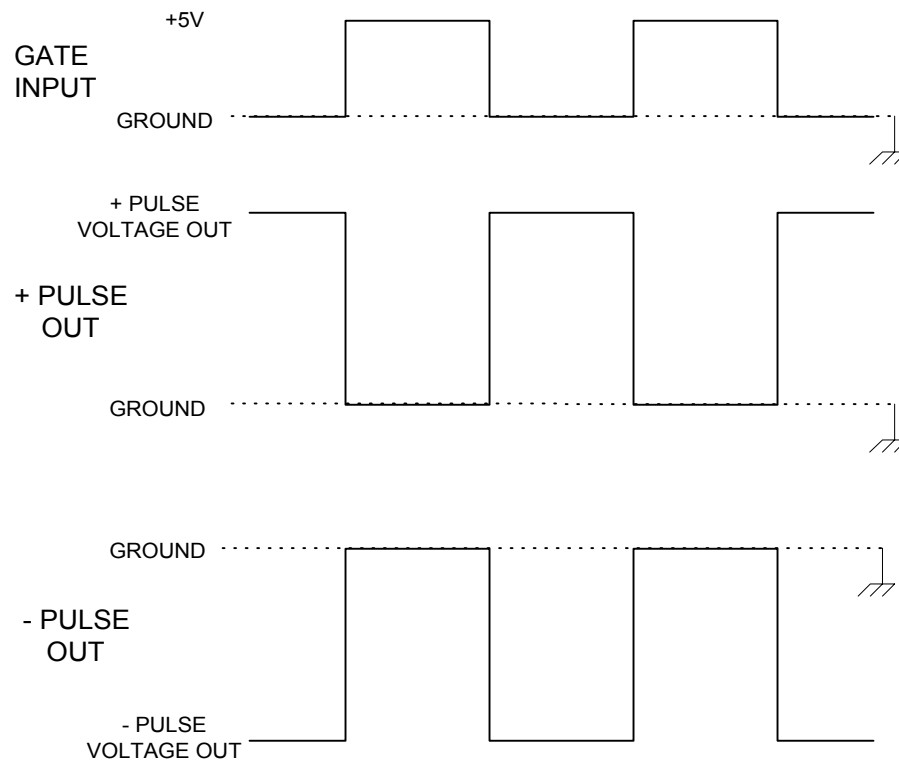 +5V
GATE
INPUT
GROUND
+ PULSE
VOLTAGE OUT
+ PULSE
OUT
GROUND
GROUND
- PULSE
OUT
- PULSE
VOLTAGE OUT